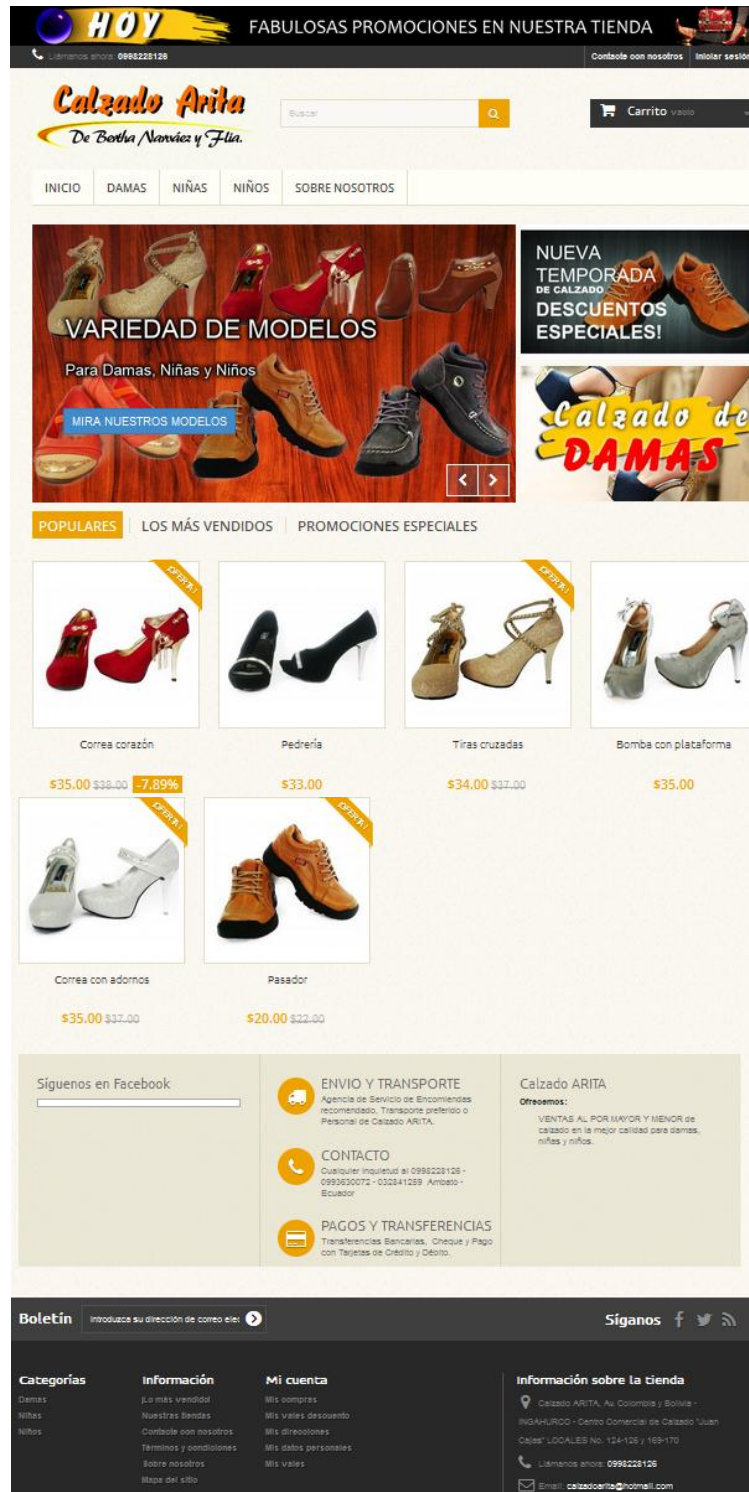 HOY FABULOSAS PROMOCIONES EN NUESTRA TIENDA
Llámanos ahora: 0998228126
Contacte con nosotros
Iniciar sesión
Calzado Arita
De Bertha Narváez y Flia.
Buscar
Carrito vacío
INICIO
DAMAS
NIÑAS
NIÑOS
SOBRE NOSOTROS
VARIEDAD DE MODELOS
Para Damas, Niñas y Niños
MIRA NUESTROS MODELOS
NUEVA
TEMPORADA
DE CALZADO
DESCUENTOS
ESPECIALES!
Calzado de
DAMAS
POPULARES
LOS MÁS VENDIDOS
PROMOCIONES ESPECIALES
¡OFERTA!
¡OFERTA!
Correa corazón
Pedrería
Tiras cruzadas
Bomba con plataforma
$35.00 $38.00 -7.89%
$33.00
$34.00 $37.00
$35.00
¡OFERTA!
¡OFERTA!
Correa con adornos
Pasador
$35.00 $37.00
$20.00 $22.00
Síguenos en Facebook
ENVIO Y TRANSPORTE
Agencia de Servicio de Encomiendas
recomendado, Transporte preferido o
Personal de Calzado ARITA.
CONTACTO
Cualquier inquietud al 0998228126 -
0993630072 - 032841259 Ambato -
Ecuador
PAGOS Y TRANSFERENCIAS
Transferencias Bancarias, Cheque y Pago
con Tarjetas de Crédito y Débito.
Calzado ARITA
Ofrecemos:
VENTAS AL POR MAYOR Y MENOR de
calzado en la mejor calidad para damas,
niñas y niños.
Boletín
Introduzca su dirección de correo elec
Síganos
Categorías
Damas
Niñas
Niños
Información
¡Lo más vendido!
Nuestras tiendas
Contacte con nosotros
Términos y condiciones
Sobre nosotros
Mapa del sitio
Mi cuenta
Mis compras
Mis vales descuento
Mis direcciones
Mis datos personales
Mis vales
Información sobre la tienda
Calzado ARITA, Av. Colombia y Bolivia -
INGAHURCO - Centro Comercial de Calzado "Juan
Cajas" LOCALES No. 124-125 y 169-170
Llámanos ahora: 0998228126
Email: calzadoarita@hotmail.com